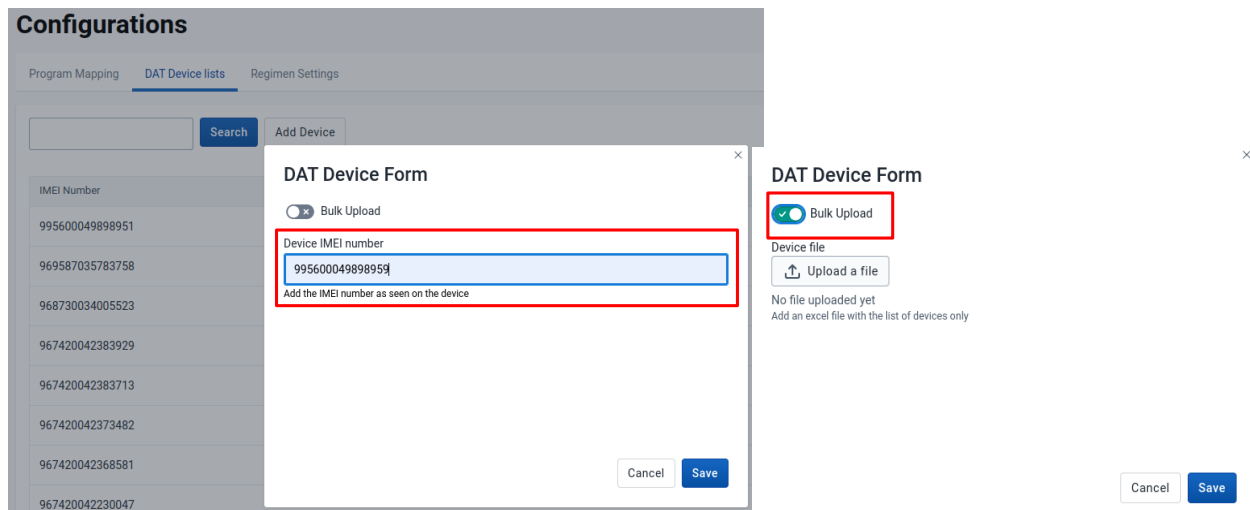 Configurations
Program Mapping DAT Device lists Regimen Settings
Search Add Device
IMEI Number
995600049898951
969587035783758
968730034005523
967420042383929
967420042383713
967420042373482
967420042368581
967420042230047
DAT Device Form
Bulk Upload
Device IMEI number
995600049898959
Add the IMEI number as seen on the device
Cancel Save
DAT Device Form
Bulk Upload
Device file
Upload a file
No file uploaded yet
Add an excel file with the list of devices only
Cancel Save